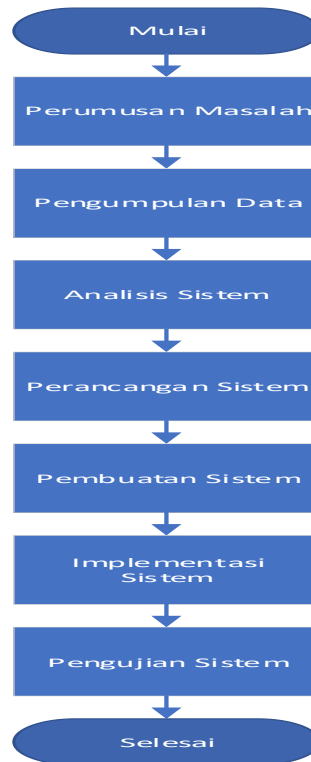 Mulai
Perumusan Masalah
Pengumpulan Data
Analisis Sistem
Perancangan Sistem
Pembuatan Sistem
Implementasi
Sistem
Pengujian Sistem
Selesai